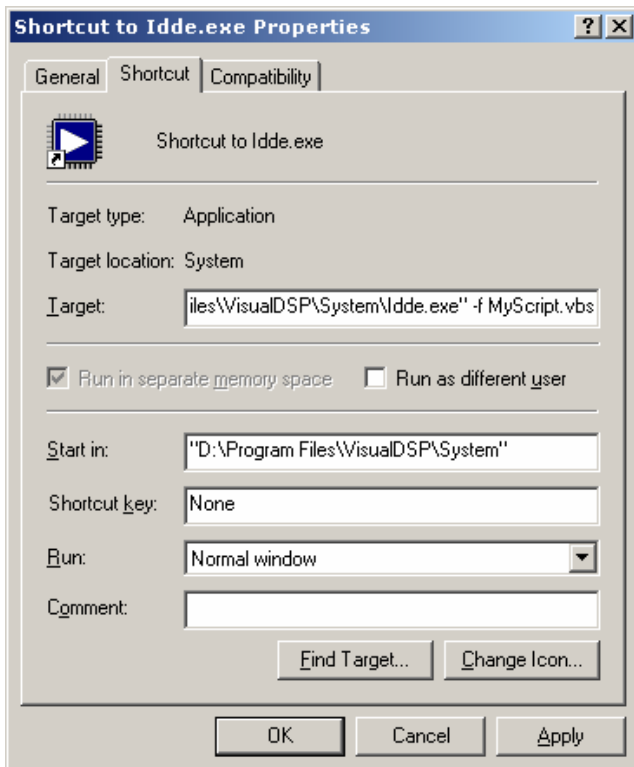 Shortcut to Idde.exe Properties
General Shortcut Compatibility
Shortcut to Idde.exe
Target type: Application
Target location: System
Target: iles\VisualDSP\System\Idde.exe" -f MyScript.vbs
Run in separate memory space Run as different user
Start in: "D:\Program Files\VisualDSP\System"
Shortcut key: None
Run: Normal window
Comment:
Find Target... Change Icon...
OK Cancel Apply